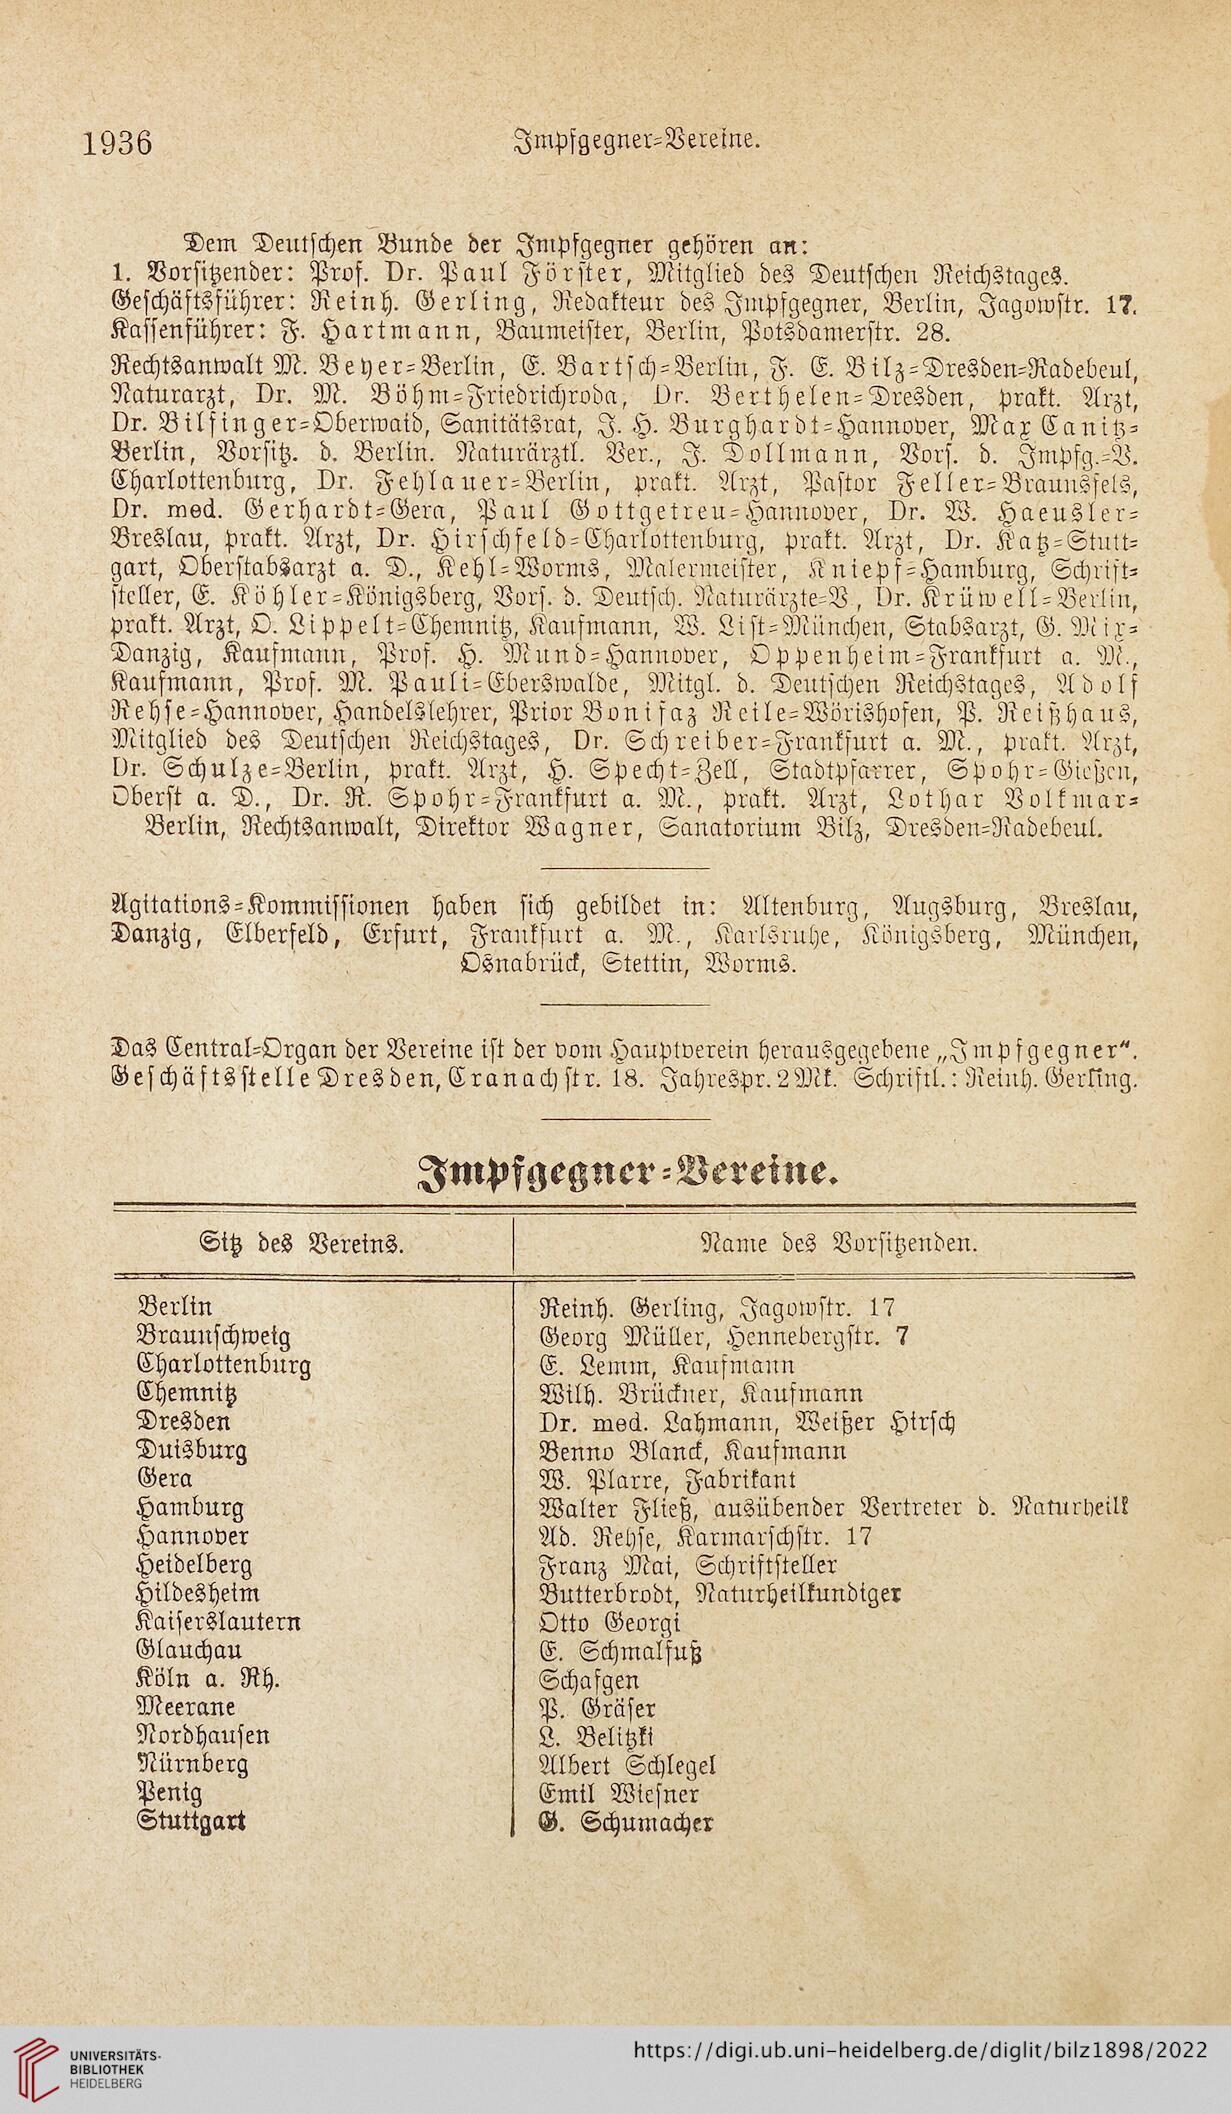 1936
Impfgegner-Vereine.
Dem Deutschen Bunde der Impfgegner gehören an:
1. Vorsitzender: Prof. Dr. Paul Förster, Mitglied des Deutschen Reichstages.
Geschäftsführer: Reinh. Gerling, Redakteur des Impfgegner, Berlin, Jagowstr. 17.
Kassenführer: F. Hartmann, Baumeister, Berlin, Potsdamerstr. 28.
Rechtsanwalt M. Beyer-Berlin, E. Bartsch-Berlin, F. E. Bilz-Dresden-Radebeul,
Naturarzt, Dr. M. Böhm-Friedrichroda, Dr. Berthelen-Dresden, prakt. Arzt,
Dr. Bilfinger-Oberwaid, Sanitätsrat, J. H. Burghardt-Hannover, Max Canitz-
Berlin, Vorsitz. d. Berlin. Naturärztl. Ver., J. Dollmann, Vors. d. Impfg.-V.
Charlottenburg, Dr. Fehlauer-Berlin, prakt. Arzt, Pastor Feller-Braunsfels,
Dr. med. Gerhardt-Gera, Paul Gottgetreu-Hannover, Dr. W. Haeusler-
Breslau, prakt. Arzt, Dr. Hirschfeld-Charlottenburg, prakt. Arzt, Dr. Katz-Stutt-
gart, Oberstabsarzt a. D., Kehl-Worms, Malermeister, Kniepf-Hamburg, Schrift-
steller, E. Köhler-Königsberg, Vors. d. Deutsch. Naturärzte-V, Dr. Krüwell-Berlin,
prakt. Arzt, O. Lippelt-Chemnitz, Kaufmann, W. List-München, Stabsarzt, G. Mix-
Danzig, Kaufmann, Prof. H. Mund-Hannover, Oppenheim-Frankfurt a. M.,
Kaufmann, Prof. M. Pauli-Eberswalde, Mitgl. d. Deutschen Reichstages, Adolf
Rehse-Hannover, Handelslehrer, Prior Bonifaz Reile-Wörishofen, P. Reißhaus,
Mitglied des Deutschen Reichstages, Dr. Schreiber-Frankfurt a. M., prakt. Arzt,
Dr. Schulze-Berlin, prakt. Arzt, H. Specht-Zell, Stadtpfarrer, Spohr-Gießen,
Oberst a. D., Dr. R. Spohr-Frankfurt a. M., prakt. Arzt, Lothar Volkmar-
Berlin, Rechtsanwalt, Direktor Wagner, Sanatorium Bilz, Dresden-Radebeul.
Agitations-Kommissionen haben sich gebildet in: Altenburg, Augsburg, Breslau,
Danzig, Elberfeld, Erfurt, Frankfurt a. M., Karlsruhe, Königsberg, München,
Osnabrück, Stettin, Worms.
Das Central-Organ der Vereine ist der vom Hauptverein herausgegebene „Impfgegner“.
Geschäftsstelle Dresden, Cranachstr. 18. Jahrespr. 2 Mk. Schriftl.: Reinh. Gerling.
Impfgegner-Vereine.
Sitz des Vereins. Name des Vorsitzenden.
Berlin Reinh. Gerling, Jagowstr. 17
Braunschweig Georg Müller, Hennebergstr. 7
Charlottenburg E. Lemm, Kaufmann
Chemnitz Wilh. Brückner, Kaufmann
Dresden Dr. med. Lahmann, Weißer Hirsch
Duisburg Benno Blanck, Kaufmann
Gera W. Plarre, Fabrikant
Hamburg Walter Fließ, ausübender Vertreter d. Naturheilk
Hannover Ad. Rehse, Karmarschstr. 17
Heidelberg Franz Mai, Schriftsteller
Hildesheim Butterbrodt, Naturheilkundiger
Kaiserslautern Otto Georgi
Glauchau E. Schmalfuß
Köln a. Rh. Schafgen
Meerane P. Gräser
Nordhausen L. Belitzki
Nürnberg Albert Schlegel
Penig Emil Wiesner
Stuttgart G. Schumacher
UNIVERSITÄTS-
BIBLIOTHEK
HEIDELBERG
https://digi.ub.uni-heidelberg.de/diglit/bilz1898/2022